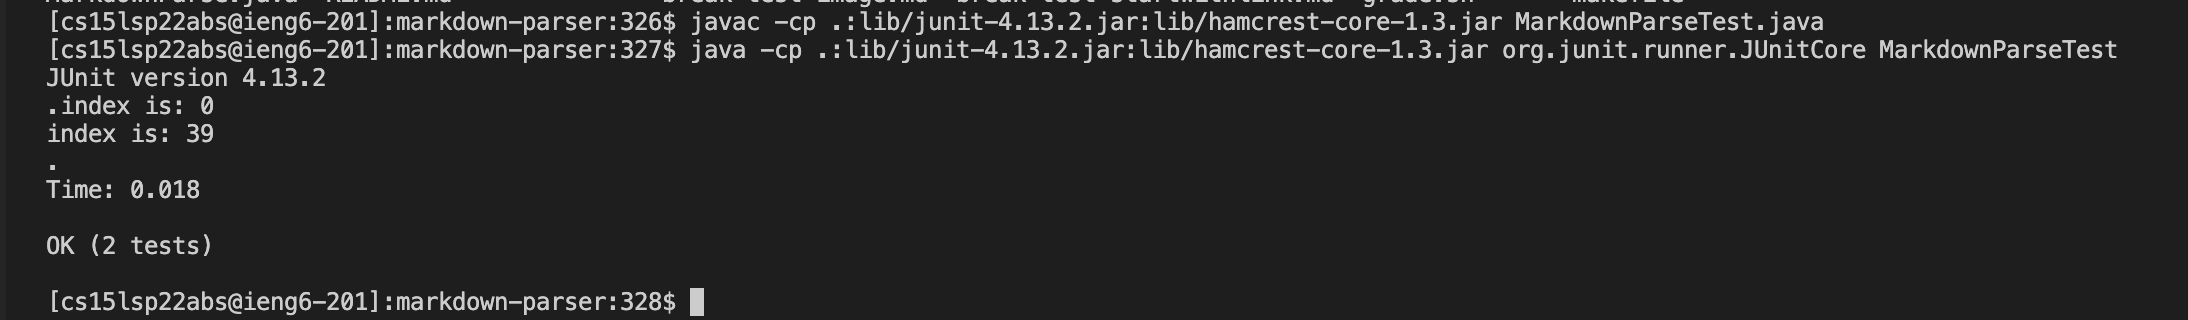 [cs15lsp22abs@ieng6-201]:markdown-parser:326$ javac -cp .:lib/junit-4.13.2.jar:lib/hamcrest-core-1.3.jar MarkdownParseTest.java
[cs15lsp22abs@ieng6-201]:markdown-parser:327$ java -cp .:lib/junit-4.13.2.jar:lib/hamcrest-core-1.3.jar org.junit.runner.JUnitCore MarkdownParseTest
JUnit version 4.13.2
.index is: 0
index is: 39
.
Time: 0.018
OK (2 tests)
[cs15lsp22abs@ieng6-201]:markdown-parser:328$